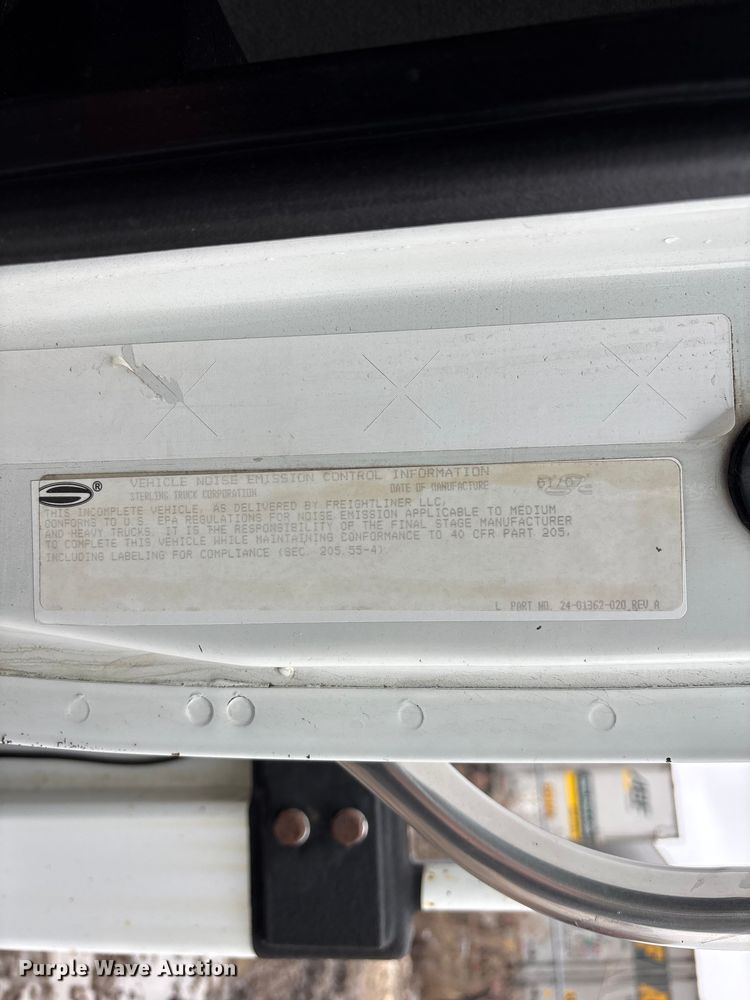 VEHICLE NOISE EMISSION CONTROL INFORMATION
STERLING TRUCK CORPORATION DATE OF MANUFACTURE 01/07
THIS INCOMPLETE VEHICLE, AS DELIVERED BY FREIGHTLINER LLC,
CONFORMS TO U.S. EPA REGULATIONS FOR NOISE EMISSION APPLICABLE TO MEDIUM
AND HEAVY TRUCKS. IT IS THE RESPONSIBILITY OF THE FINAL STAGE MANUFACTURER
TO COMPLETE THIS VEHICLE WHILE MAINTAINING CONFORMANCE TO 40 CFR PART 205,
INCLUDING LABELING FOR COMPLIANCE (SEC. 205.55-4)
L PART NO. 24-01362-020 REV A
Purple Wave Auction